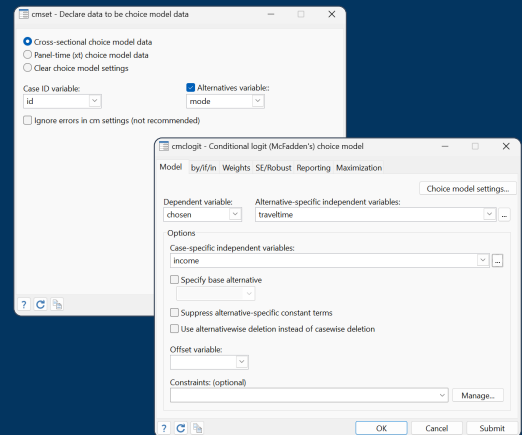 cmset - Declare data to be choice model data
Cross-sectional choice model data
Panel-time (xt) choice model data
Clear choice model settings
Case ID variable:
Alternatives variable::
id
mode
Ignore errors in cm settings (not recommended)
?
cmclogit - Conditional logit (McFadden's) choice model
Model by/if/in Weights SE/Robust Reporting Maximization
Choice model settings...
Dependent variable: Alternative-specific independent variables:
chosen traveltime ...
Options
Case-specific independent variables:
income ...
Specify base alternative
Suppress alternative-specific constant terms
Use alternativewise deletion instead of casewise deletion
Offset variable:
Constraints: (optional)
Manage...
? OK Cancel Submit